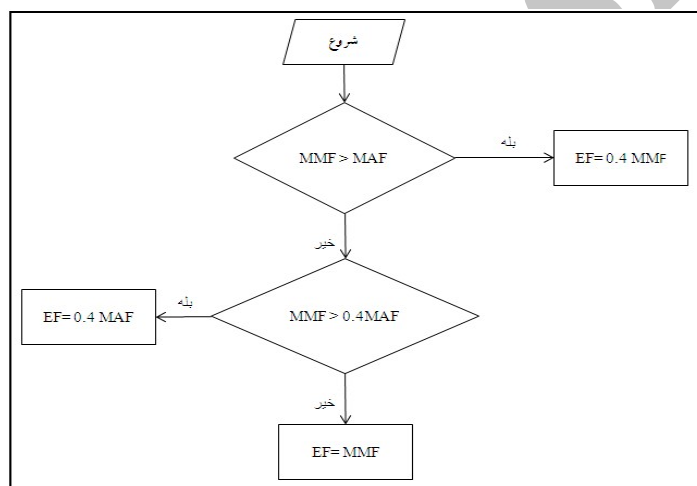 شروع
MMF > MAF
بله
EF= 0.4 MMF
خیر
MMF > 0.4MAF
بله
EF= 0.4 MAF
خیر
EF= MMF